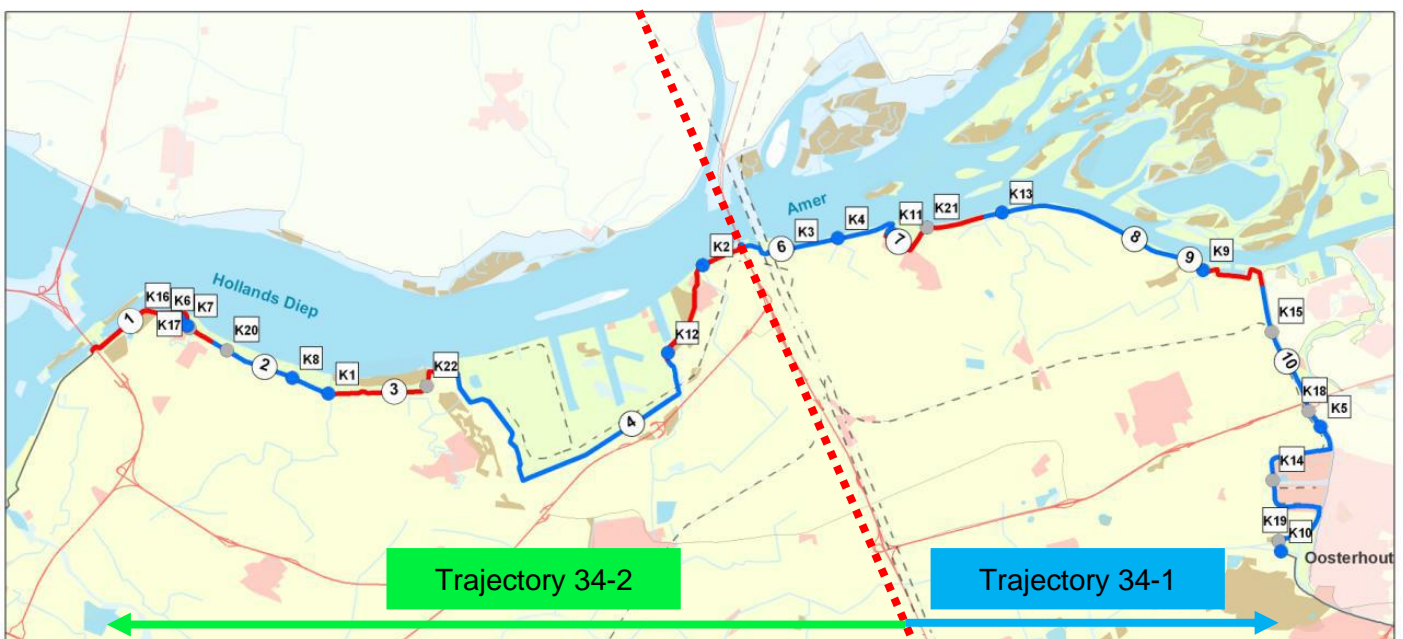 Amer
Hollands Diep
K16
K6
K7
K17
K20
K8
K1
K22
K12
K2
K3
K4
K11
K21
K13
K9
K15
K18
K5
K14
K19
K10
1
2
3
4
6
7
8
9
10
Oosterhout
Trajectory 34-2
Trajectory 34-1